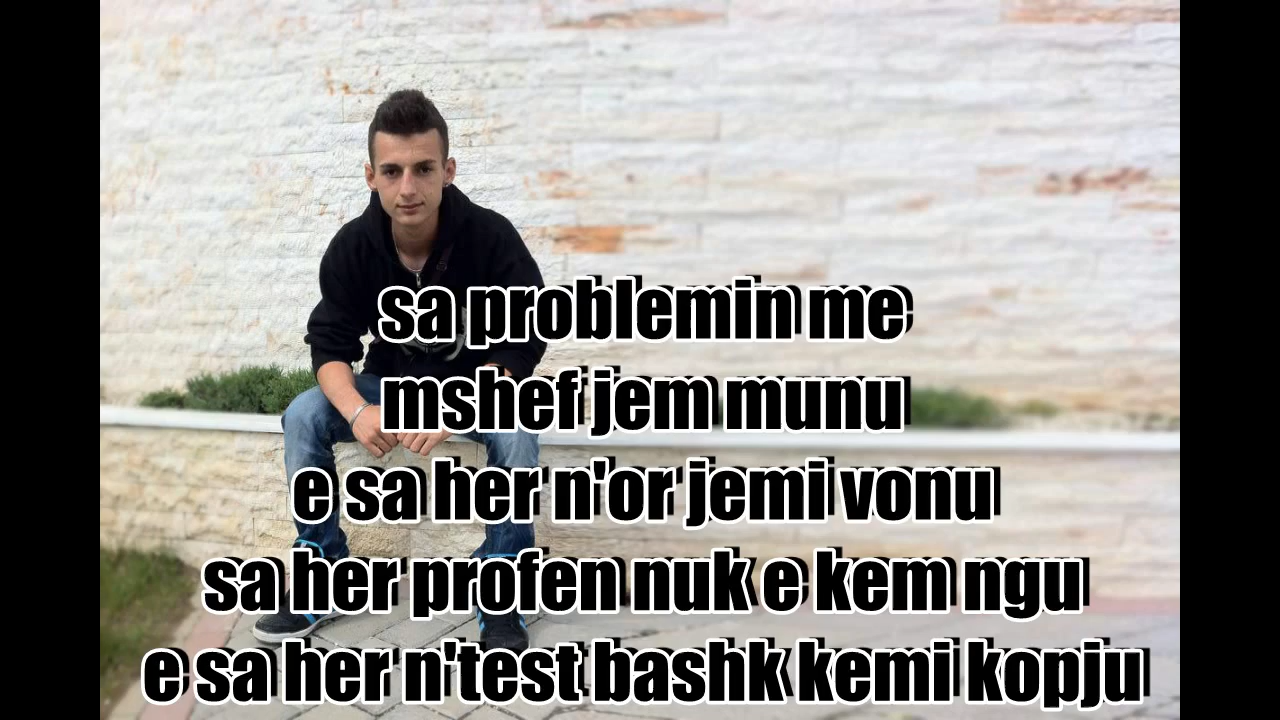 sa problemin me
mshef jem munu
e sa her n'or jemi vonu
sa her profen nuk e kem ngu
e sa her n'test bashk kemi kopju